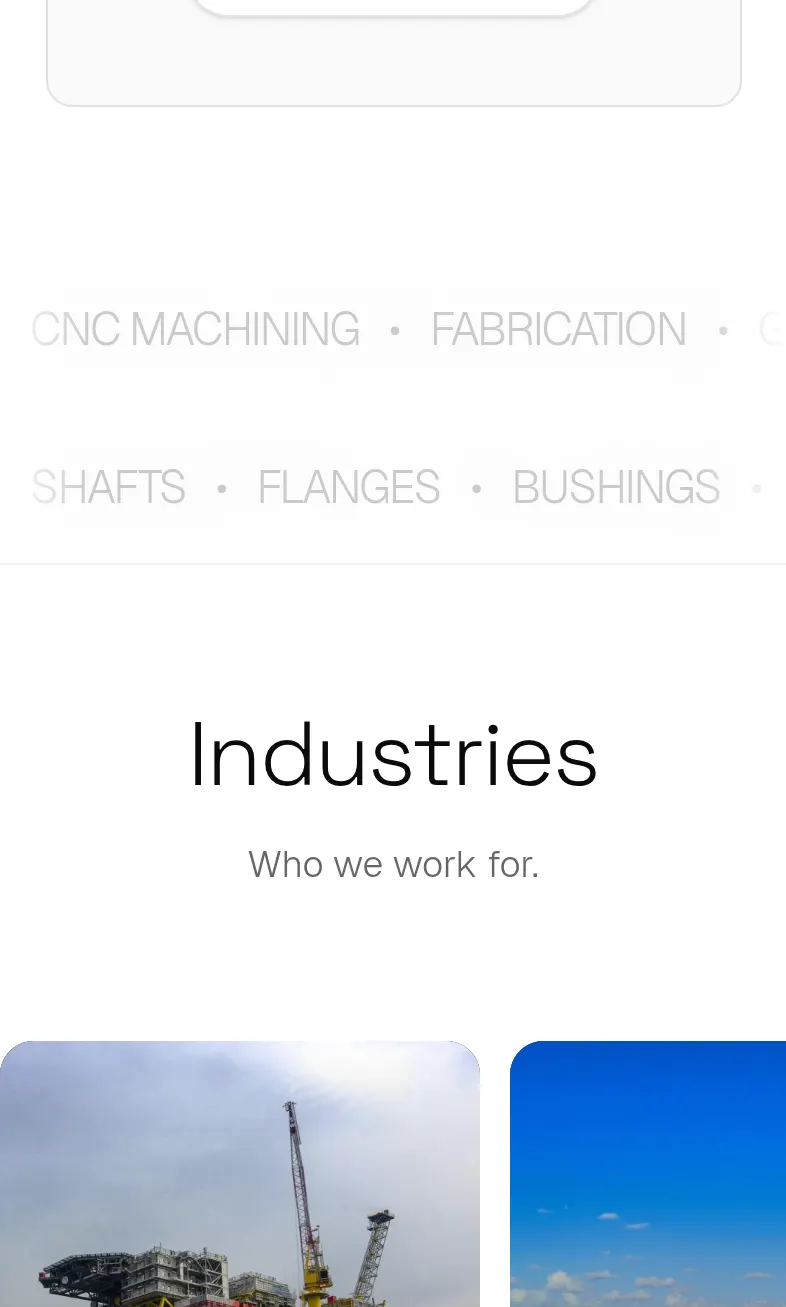 CNC MACHINING • FABRICATION •
SHAFTS • FLANGES • BUSHINGS •
Industries
Who we work for.